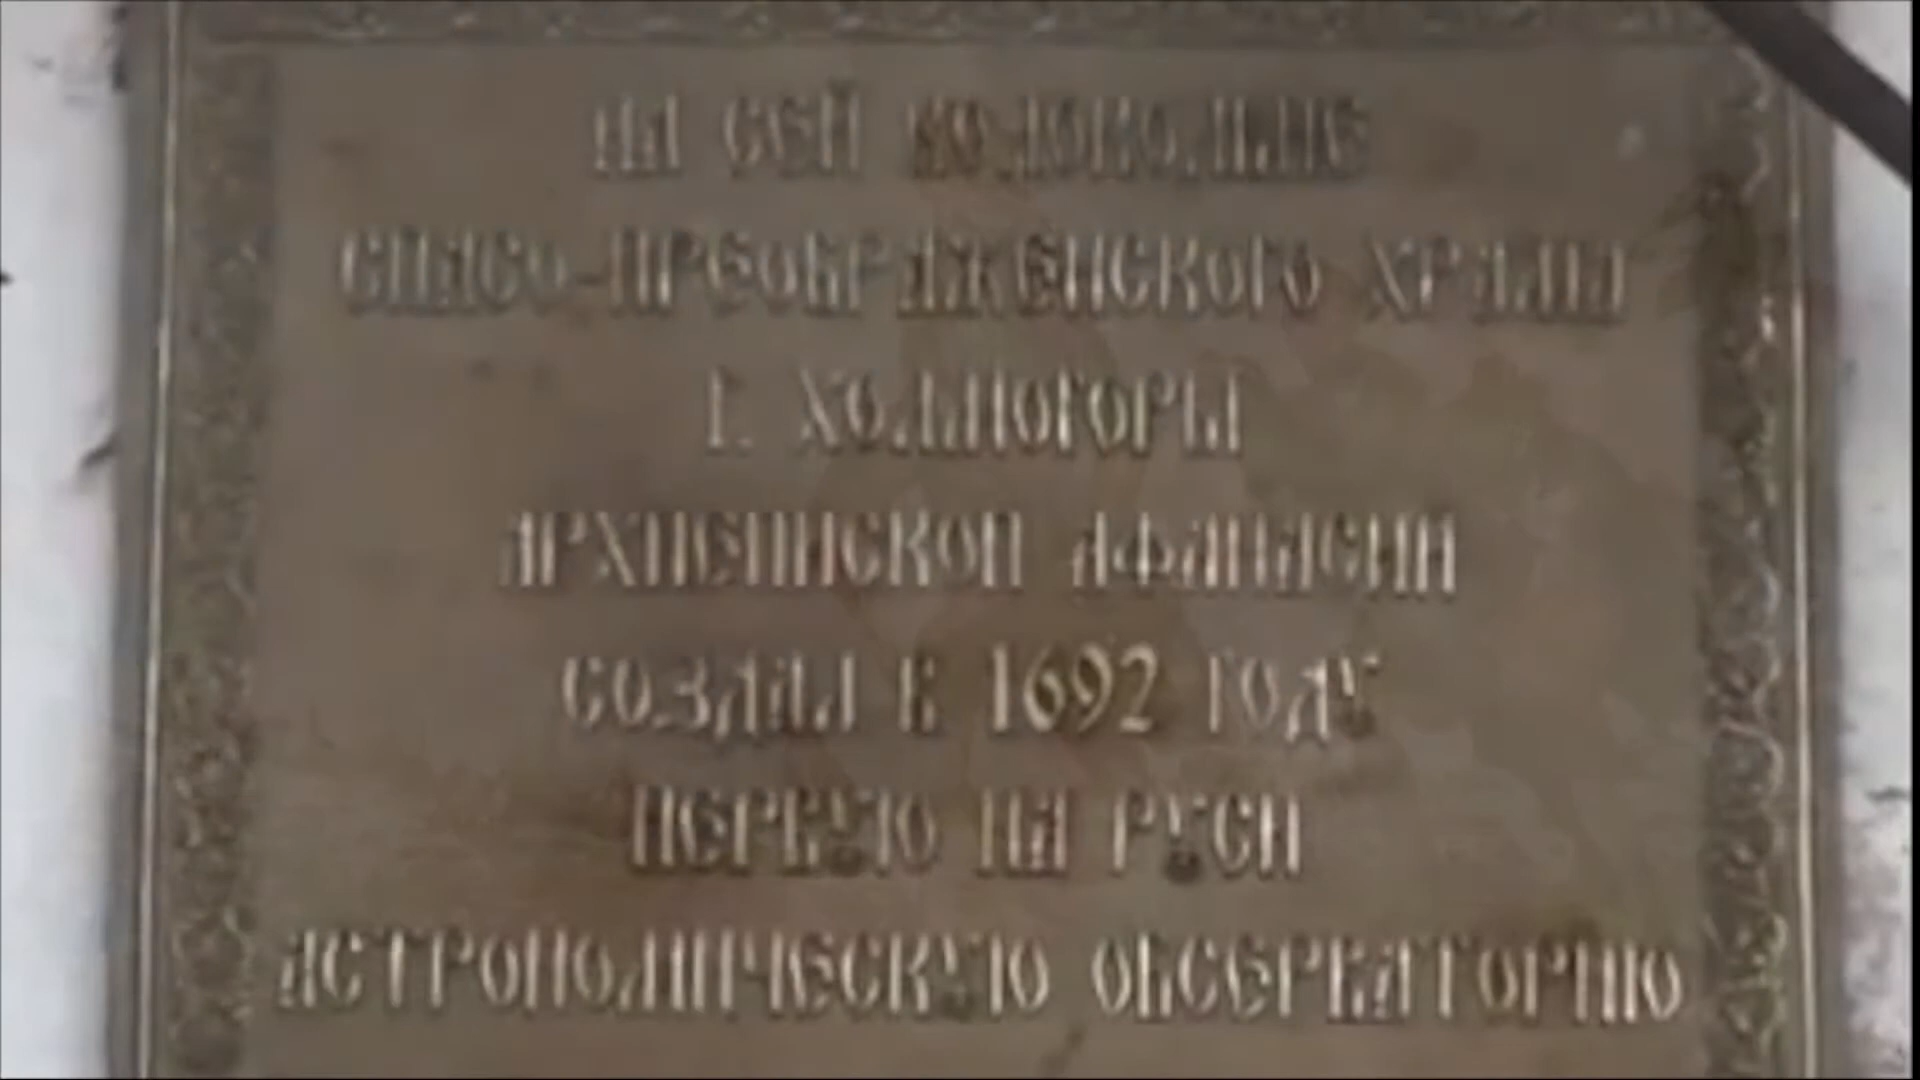 НА СЕЙ КОЛОКОЛЬНЕ
СПАСО-ПРЕОБРАЖЕНСКОГО ХРАМА
Г. ХОЛМОГОРЫ
АРХИЕПИСКОП АФАНАСИЙ
СОЗДАЛ В 1692 ГОДУ
ПЕРВУЮ НА РУСИ
АСТРОНОМИЧЕСКУЮ ОБСЕРВАТОРИЮ